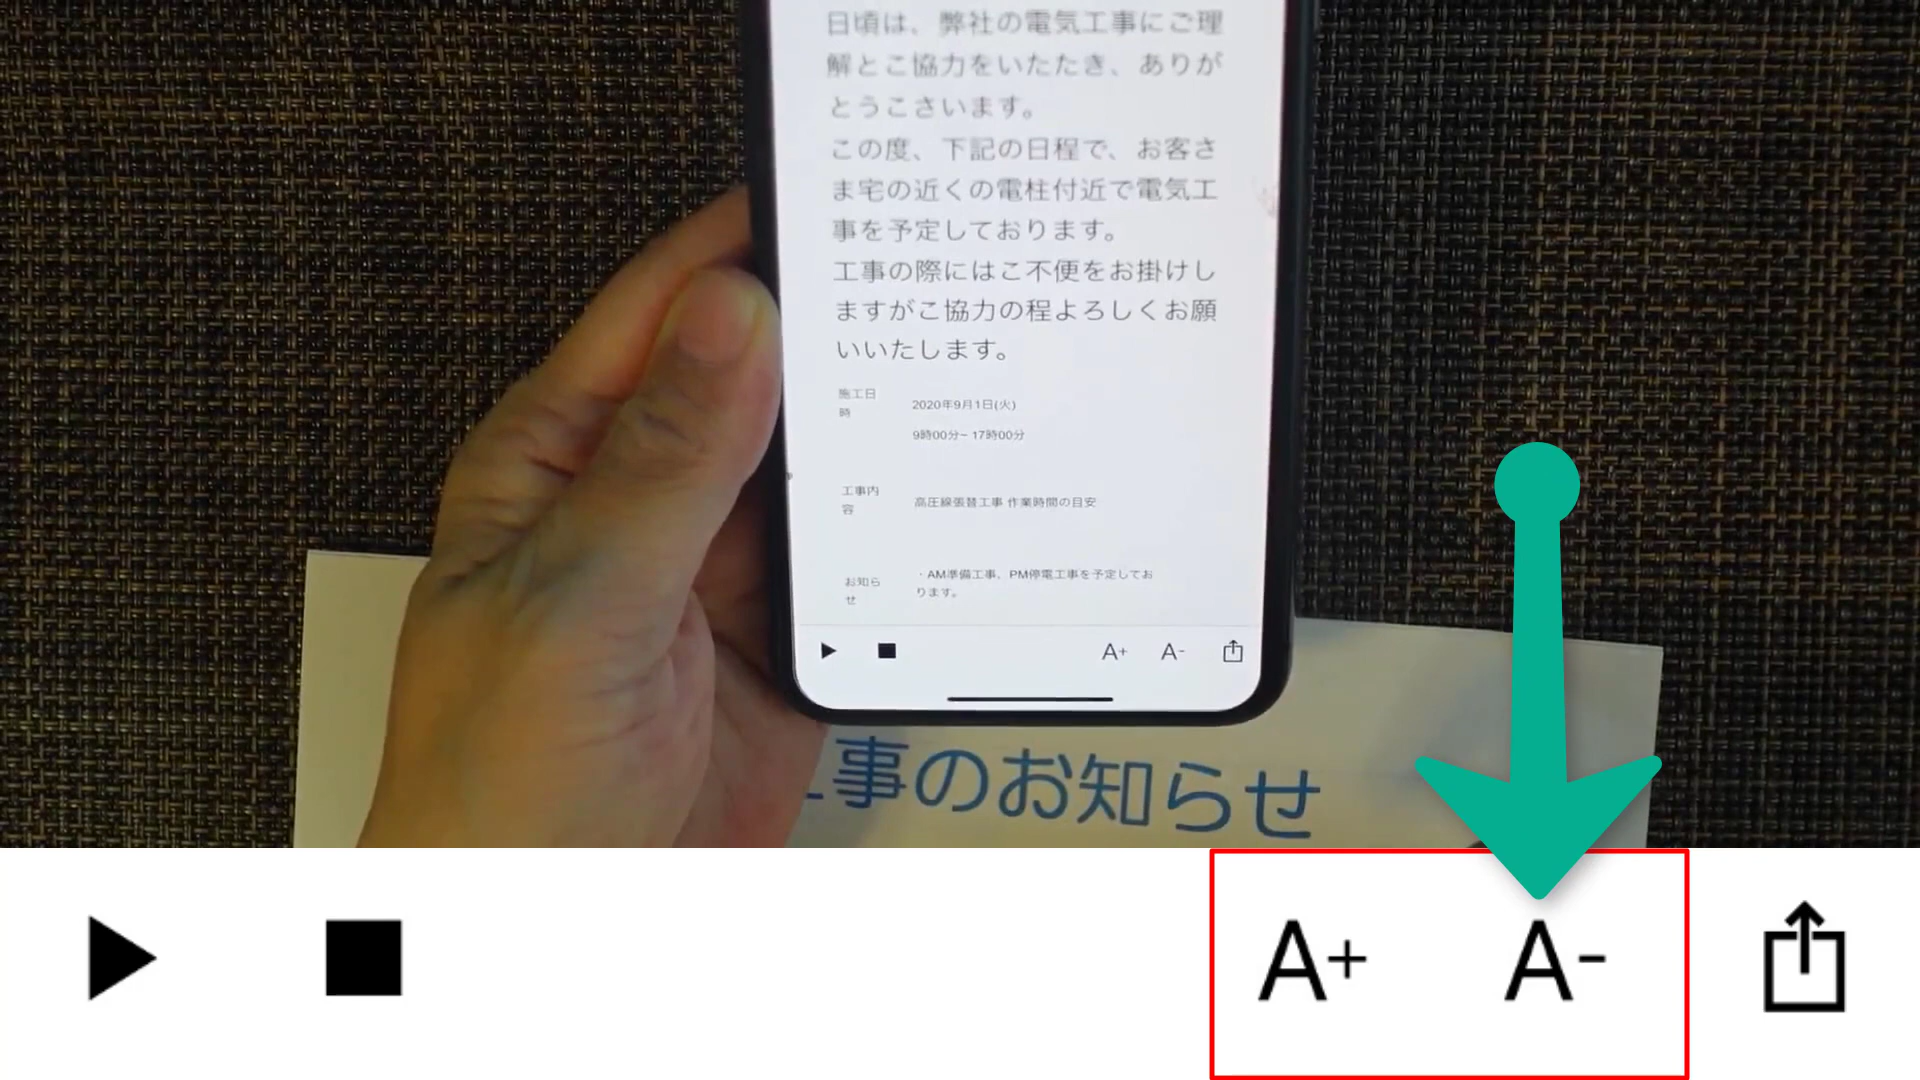 日頃は、弊社の電気工事にご理
解とこ協力をいたたき、ありが
とうこさいます。
この度、下記の日程で、お客さ
ま宅の近くの電柱付近で電気工
事を予定しております。
工事の際にはこ不便をお掛けし
ますがこ協力の程よろしくお願
いいたします。
施工日
時
2020年9月1日(火)
9時00分− 17時00分
工事内
容
高圧線張替工事 作業時間の目安
お知ら
せ
・AM準備工事、PM停電工事を予定してお
ります。
A+ A-
事のお知らせ
A+ A-